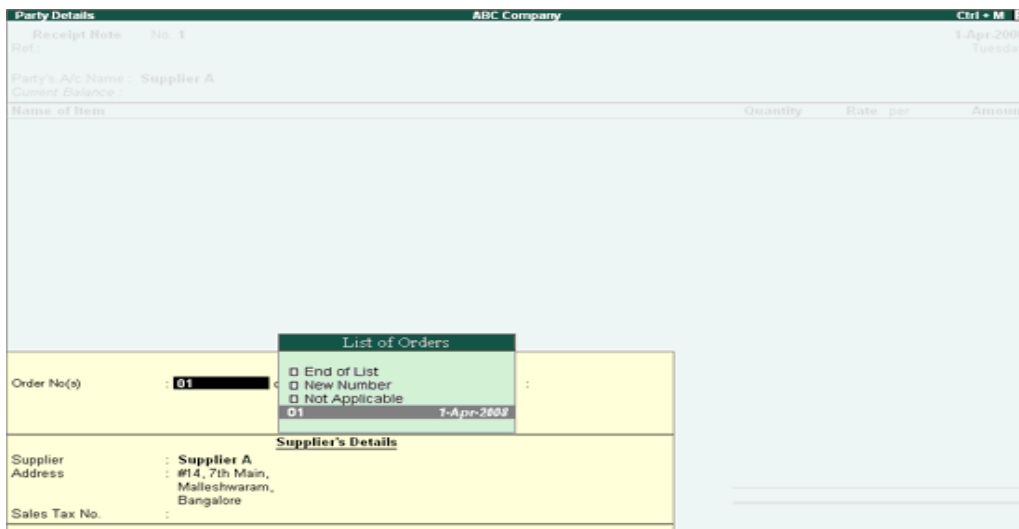 Party Details ABC Company Ctrl + M
Receipt Note No. 1 1-Apr-200
Ref :
Tuesda
Party's A/c Name : Supplier A
Current Balance :
Name of Item Quantity Rate per Amoun
List of Orders
End of List
Order No(s) : 01 :
New Number
Not Applicable
01 1-Apr-2008
Supplier's Details
Supplier : Supplier A
Address : #14, 7th Main,
Malleshwaram,
Bangalore
Sales Tax No. :